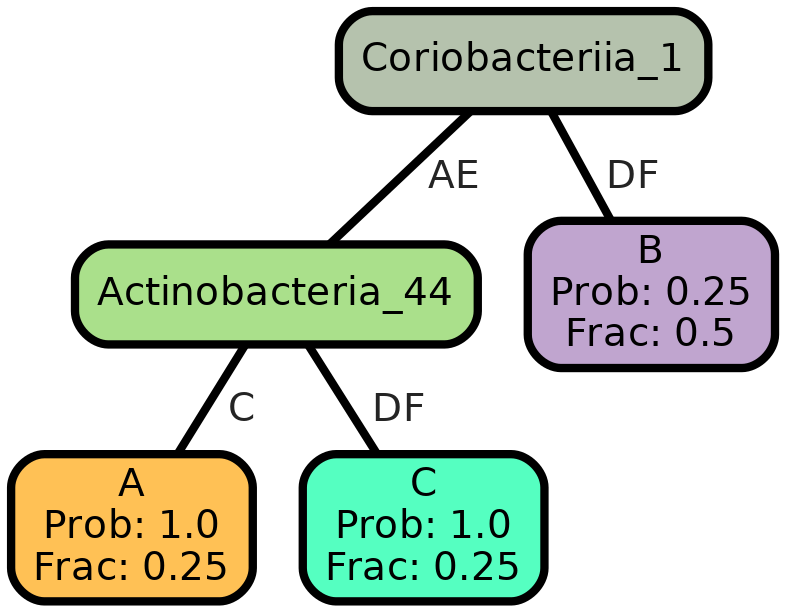 Coriobacteriia_1
AE
DF
Actinobacteria_44
B
Prob: 0.25
Frac: 0.5
C
DF
A
Prob: 1.0
Frac: 0.25
C
Prob: 1.0
Frac: 0.25